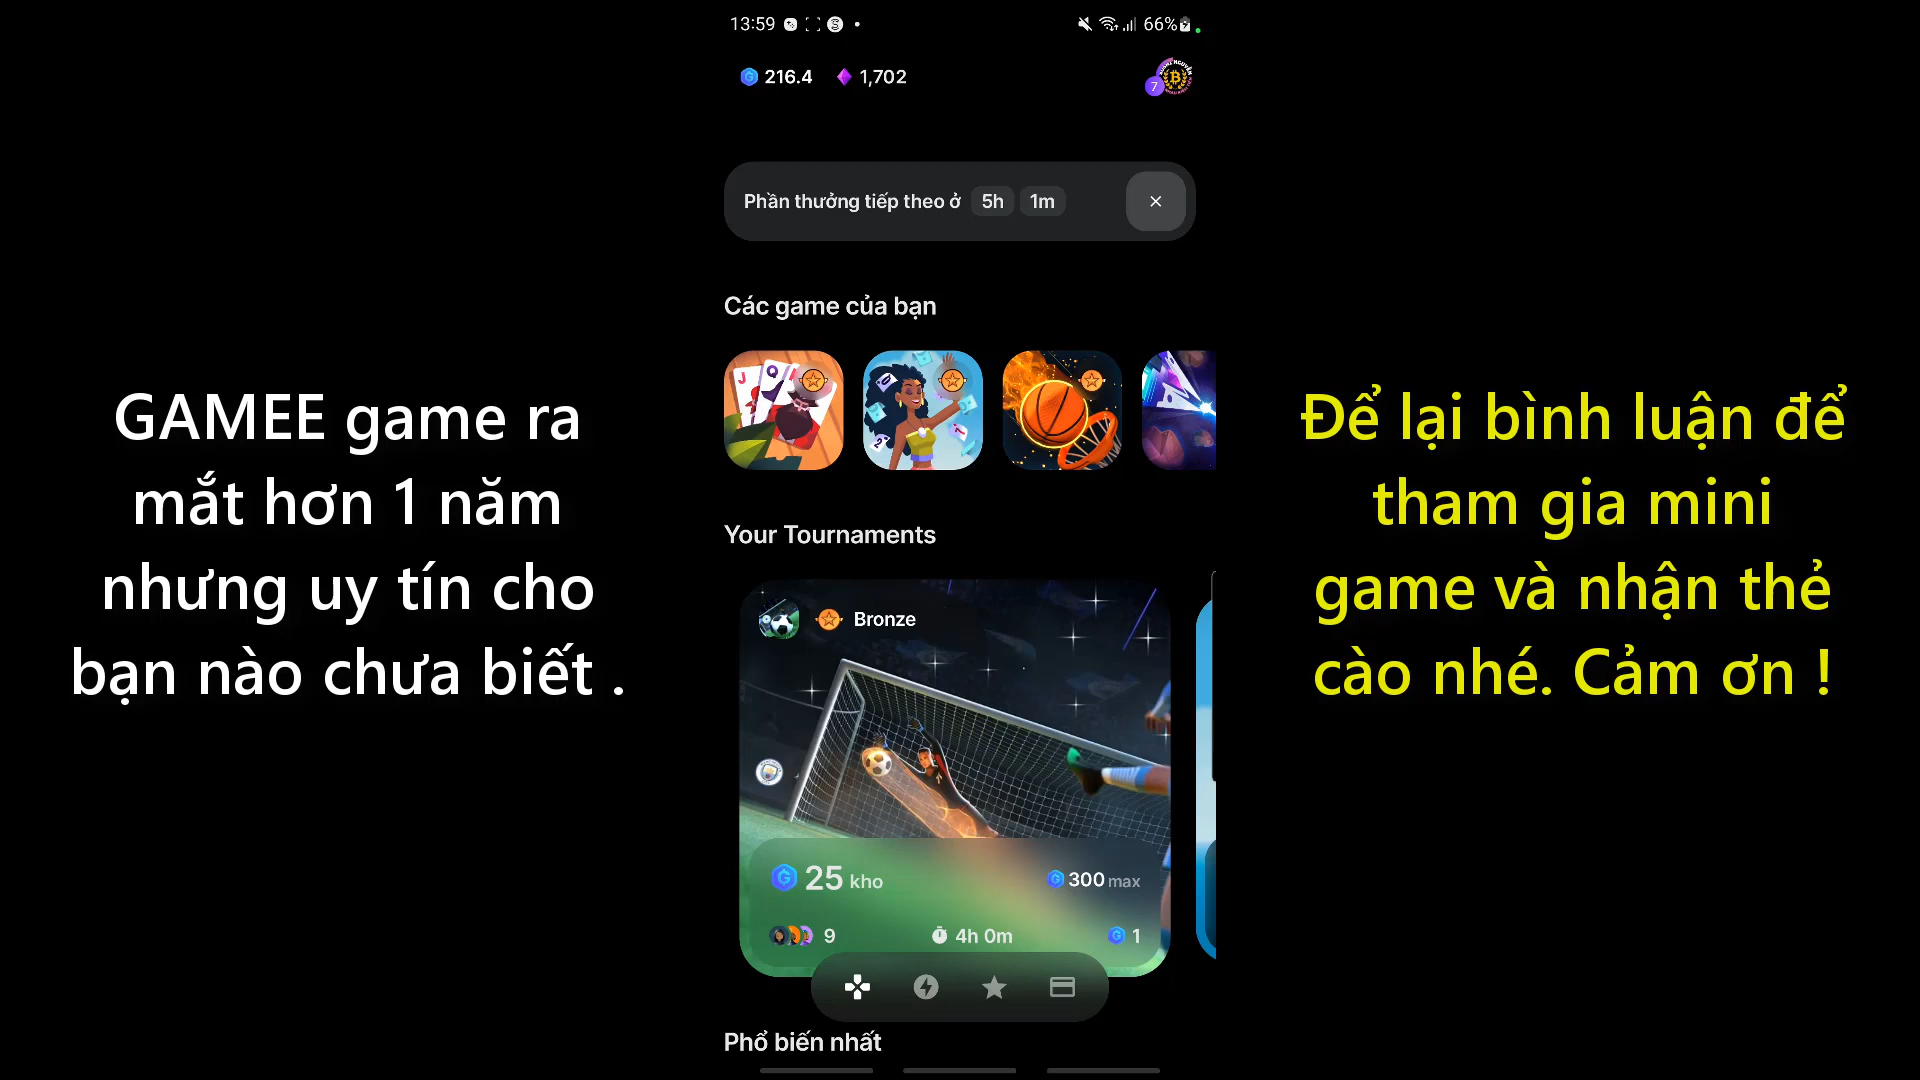 13:59
66%
216.4
1,702
7
Phần thưởng tiếp theo ở 5h 1m
Các game của bạn
GAMEE game ra
mắt hơn 1 năm
nhưng uy tín cho
bạn nào chưa biết .
Your Tournaments
Bronze
25 kho
300 max
9
4h 0m
1
Phổ biến nhất
Để lại bình luận để
tham gia mini
game và nhận thẻ
cào nhé. Cảm ơn !